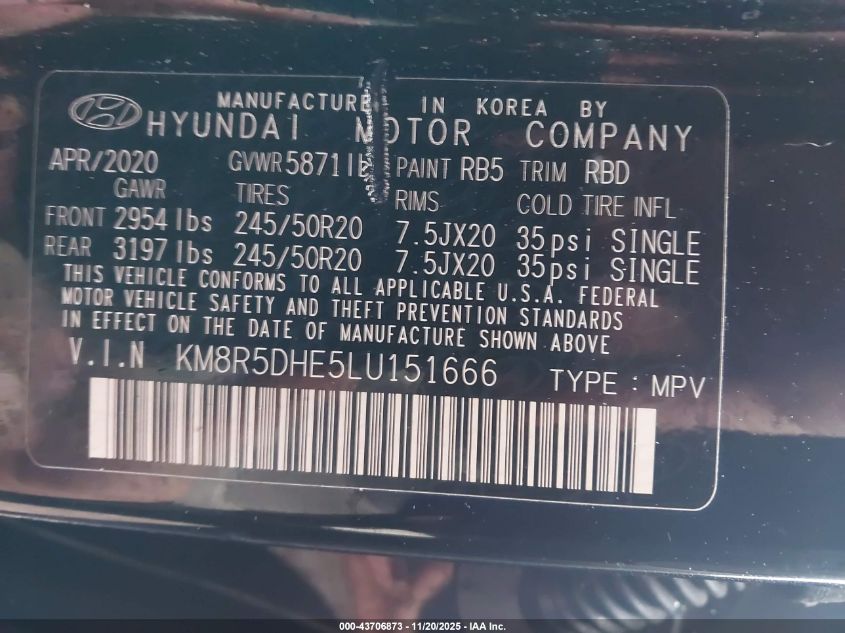 MANUFACTURE IN KOREA BY
HYUNDAI MOTOR COMPANY
APR/2020 GVWR 5871 PAINT RB5 TRIM RBD
GAWR TIRES RIMS COLD TIRE INFL
FRONT 2954 lbs 245/50R20 7.5JX20 35psi SINGLE
REAR 3197 lbs 245/50R20 7.5JX20 35psi SINGLE
THIS VEHICLE CONFORMS TO ALL APPLICABLE U.S.A. FEDERAL
MOTOR VEHICLE SAFETY AND THEFT PREVENTION STANDARDS
IN EFFECT ON THE DATE OF MANUFACTURE SHOWN ABOVE
V.I.N KM8R5DHE5LU151666 TYPE : MPV
000-43706873 - 11/20/2025 - IAA Inc.